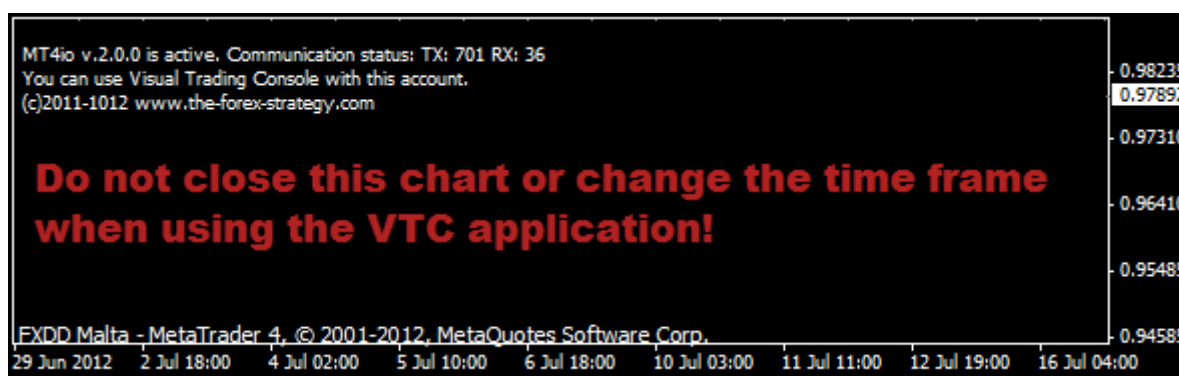 MT4io v.2.0.0 is active. Communication status: TX: 701 RX: 36
You can use Visual Trading Console with this account.
(c)2011-1012 www.the-forex-strategy.com
0.98235
0.97892
0.97310
Do not close this chart or change the time frame
when using the VTC application!
0.96410
0.95485
FXDD Malta - MetaTrader 4, © 2001-2012, MetaQuotes Software Corp.
0.94585
29 Jun 2012 2 Jul 18:00 4 Jul 02:00 5 Jul 10:00 6 Jul 18:00 10 Jul 03:00 11 Jul 11:00 12 Jul 19:00 16 Jul 04:00